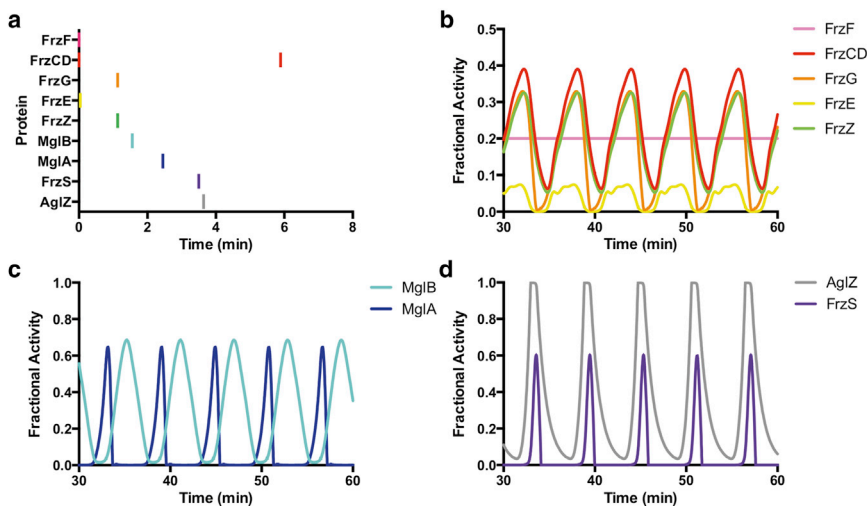 a
Protein
FrzF
FrzCD
FrzG
FrzE
FrzZ
MglB
MglA
FrzS
AglZ
0 2 4 6 8
Time (min)
b
Fractional Activity
0.5
0.4
0.3
0.2
0.1
0.0
30 40 50 60
Time (min)
FrzF
FrzCD
FrzG
FrzE
FrzZ
c
Fractional Activity
1.0
0.8
0.6
0.4
0.2
0.0
30 40 50 60
Time (min)
MglB
MglA
d
Fractional Activity
1.0
0.8
0.6
0.4
0.2
0.0
30 40 50 60
Time (min)
AglZ
FrzS